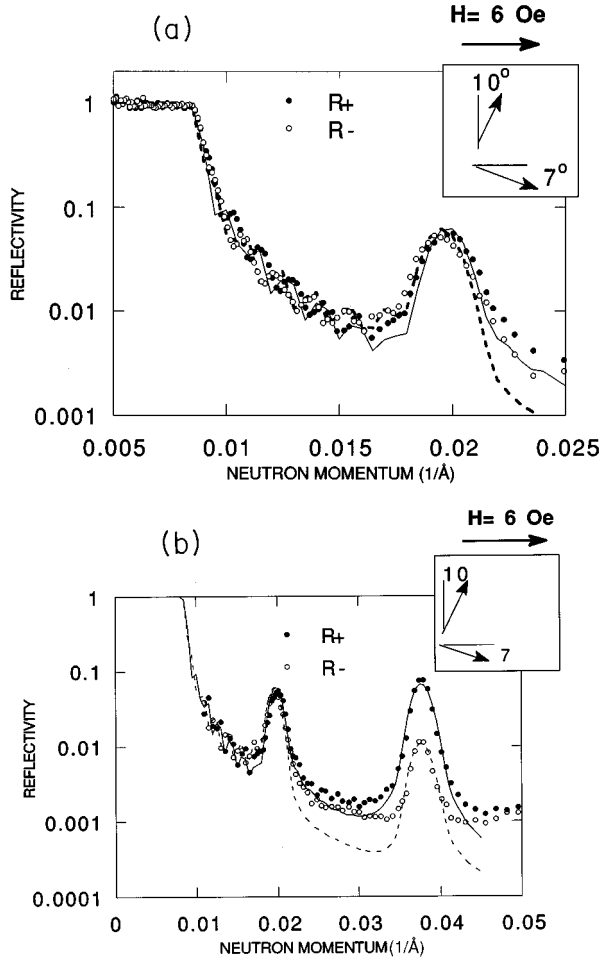 (a)
H= 6 Oe
10°
7°
R+
R-
1
0.1
0.01
0.001
REFLECTIVITY
0.005
0.01
0.015
0.02
0.025
NEUTRON MOMENTUM (1/Å)
(b)
H= 6 Oe
10
7
R+
R-
1
0.1
0.01
0.001
0.0001
REFLECTIVITY
0
0.01
0.02
0.03
0.04
0.05
NEUTRON MOMENTUM(1/Å)